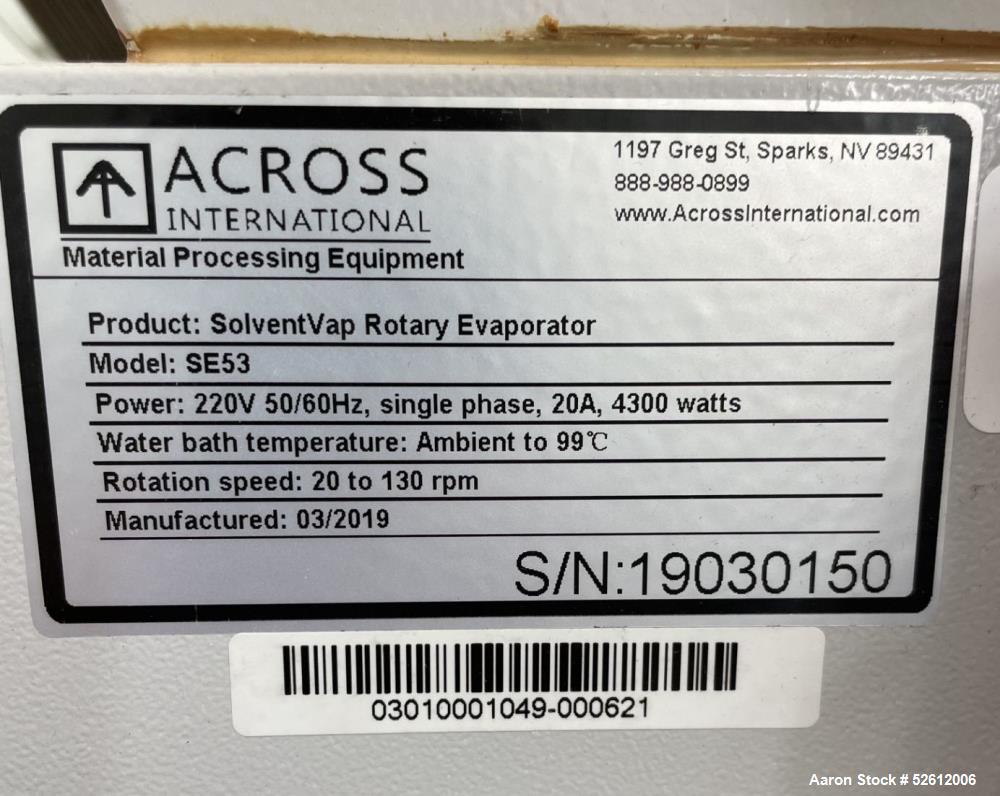 ACROSS
INTERNATIONAL
Material Processing Equipment
1197 Greg St, Sparks, NV 89431
888-988-0899
www.AcrossInternational.com
Product: SolventVap Rotary Evaporator
Model: SE53
Power: 220V 50/60Hz, single phase, 20A, 4300 watts
Water bath temperature: Ambient to 99℃
Rotation speed: 20 to 130 rpm
Manufactured: 03/2019
S/N:19030150
03010001049-000621
Aaron Stock # 52612006